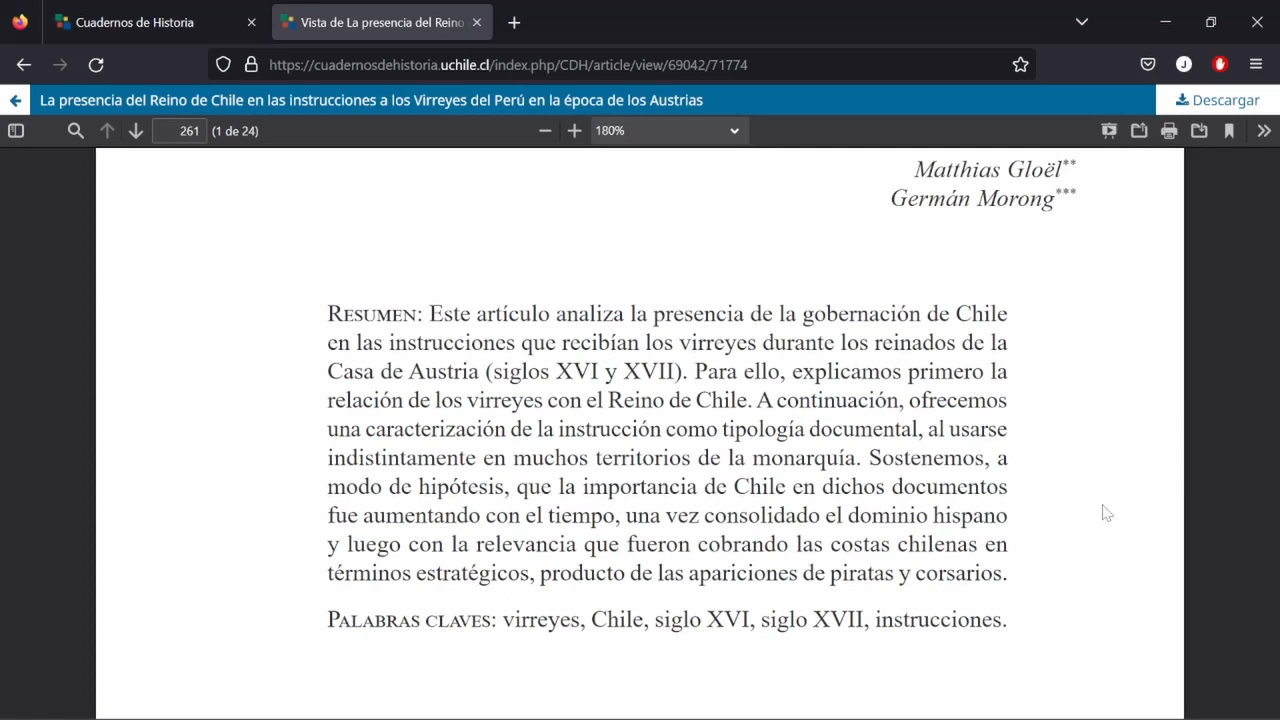 Cuadernos de Historia
Vista de La presencia del Reino
https://cuadernosdehistoria.uchile.cl/index.php/CDH/article/view/69042/71774
J
La presencia del Reino de Chile en las instrucciones a los Virreyes del Perú en la época de los Austrias
Descargar
261 (1 de 24)
180%
Matthias Gloël**
Germán Morong***
RESUMEN: Este artículo analiza la presencia de la gobernación de Chile
en las instrucciones que recibían los virreyes durante los reinados de la
Casa de Austria (siglos XVI y XVII). Para ello, explicamos primero la
relación de los virreyes con el Reino de Chile. A continuación, ofrecemos
una caracterización de la instrucción como tipología documental, al usarse
indistintamente en muchos territorios de la monarquía. Sostenemos, a
modo de hipótesis, que la importancia de Chile en dichos documentos
fue aumentando con el tiempo, una vez consolidado el dominio hispano
y luego con la relevancia que fueron cobrando las costas chilenas en
términos estratégicos, producto de las apariciones de piratas y corsarios.
PALABRAS CLAVES: virreyes, Chile, siglo XVI, siglo XVII, instrucciones.